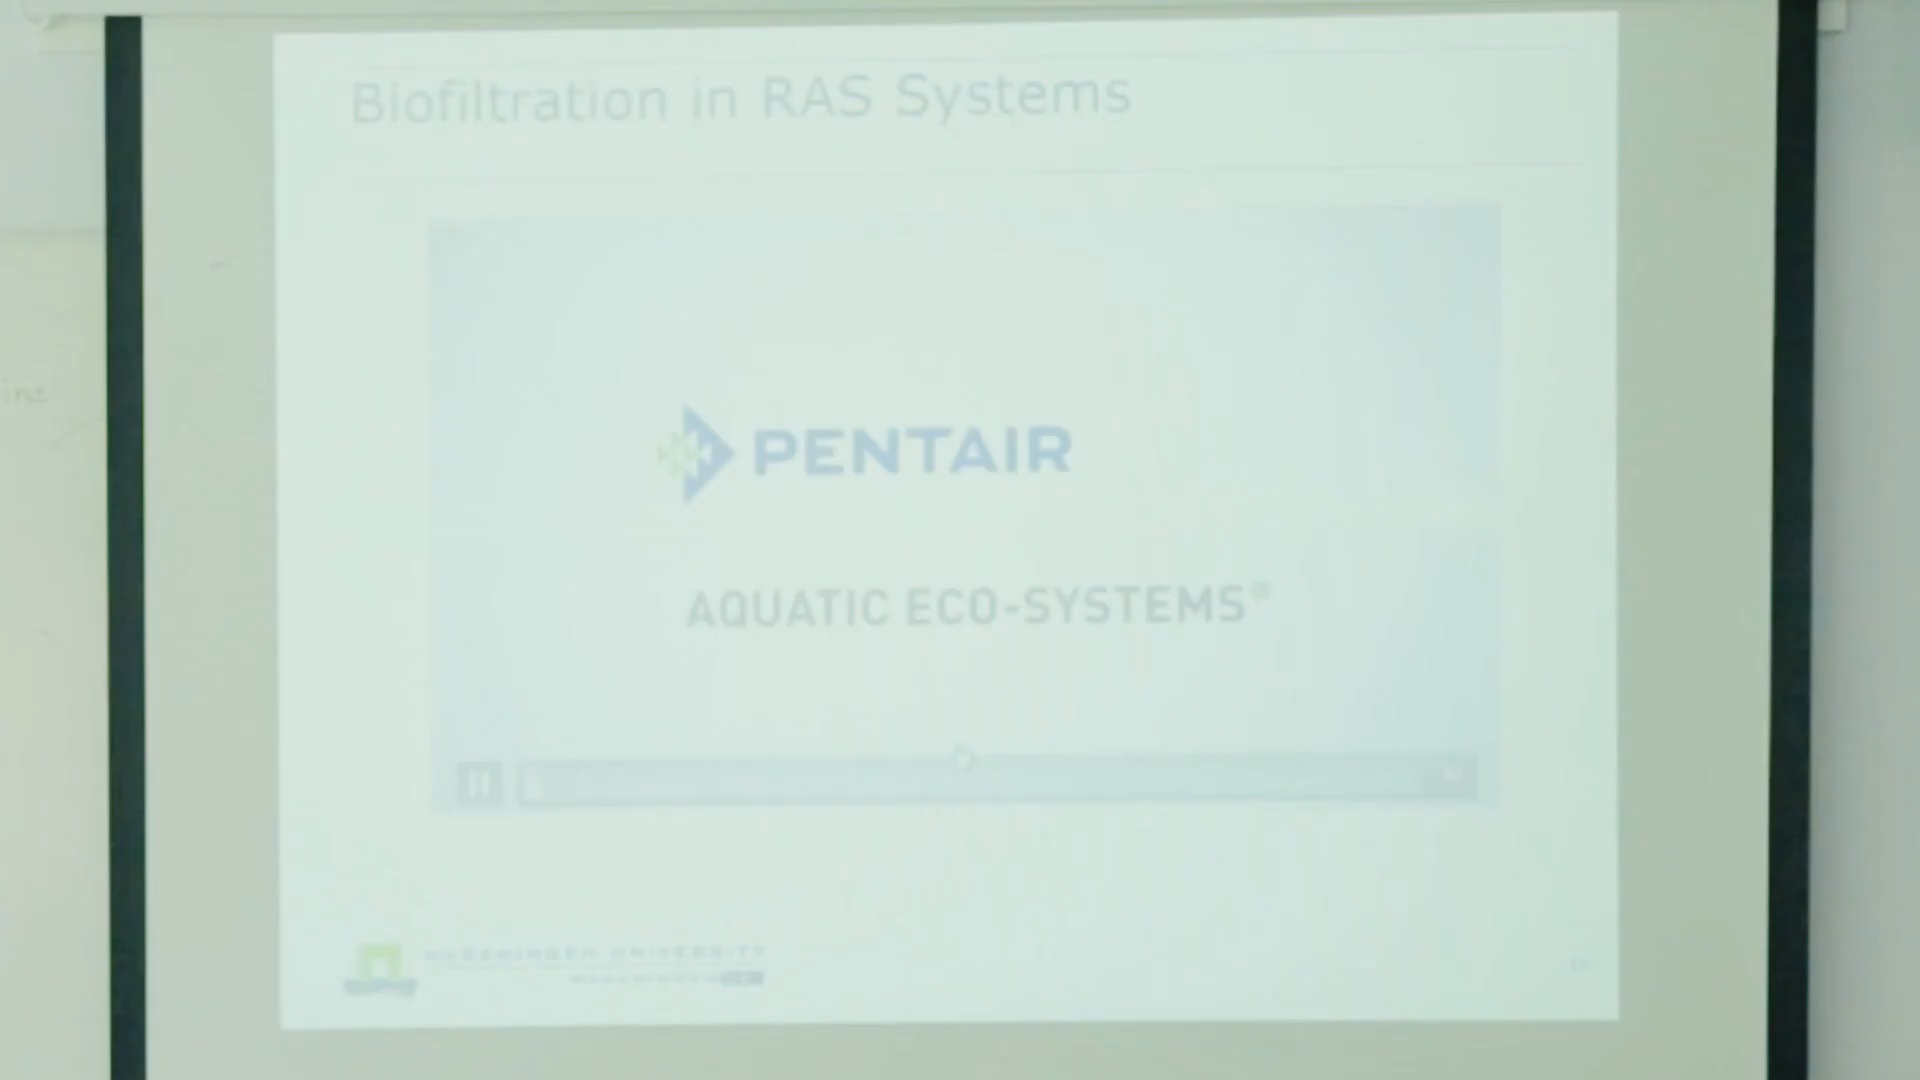 Biofiltration in RAS Systems
PENTAIR
AQUATIC ECO-SYSTEMS®
WAGENINGEN UNIVERSITY